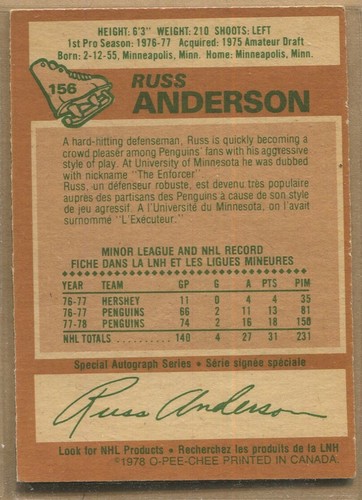 HEIGHT: 6'3" WEIGHT: 210 SHOOTS: LEFT
1st Pro Season: 1976-77 Acquired: 1975 Amateur Draft
Born: 2-12-55, Minneapolis, Minn. Home: Minneapolis, Minn.
156
RUSS
ANDERSON
A hard-hitting defenseman, Russ is quickly becoming a
crowd pleaser among Penguins' fans with his aggressive
style of play. At University of Minnesota he was dubbed
with nickname "The Enforcer"
Russ, un défenseur robuste, est devenu très populaire
auprès des partisans des Penguins à cause de son style
de jeu agressif. A l'Université du Minnesota, on l'avait
surnommé "L'Exécuteur."
MINOR LEAGUE AND NHL RECORD
FICHE DANS LA LNH ET LES LIGUES MINEURES
YEAR TEAM GP G A PTS PIM
76-77 HERSHEY 11 0 4 4 35
76-77 PENGUINS 66 2 11 13 81
77-78 PENGUINS 74 2 16 18 150
NHL TOTALS 140 4 27 31 231
Special Autograph Series • Série signée spéciale
Russ Anderson
Look for NHL Products • Recherchez les produits de la LNH
©1978 O-PEE-CHEE PRINTED IN CANADA